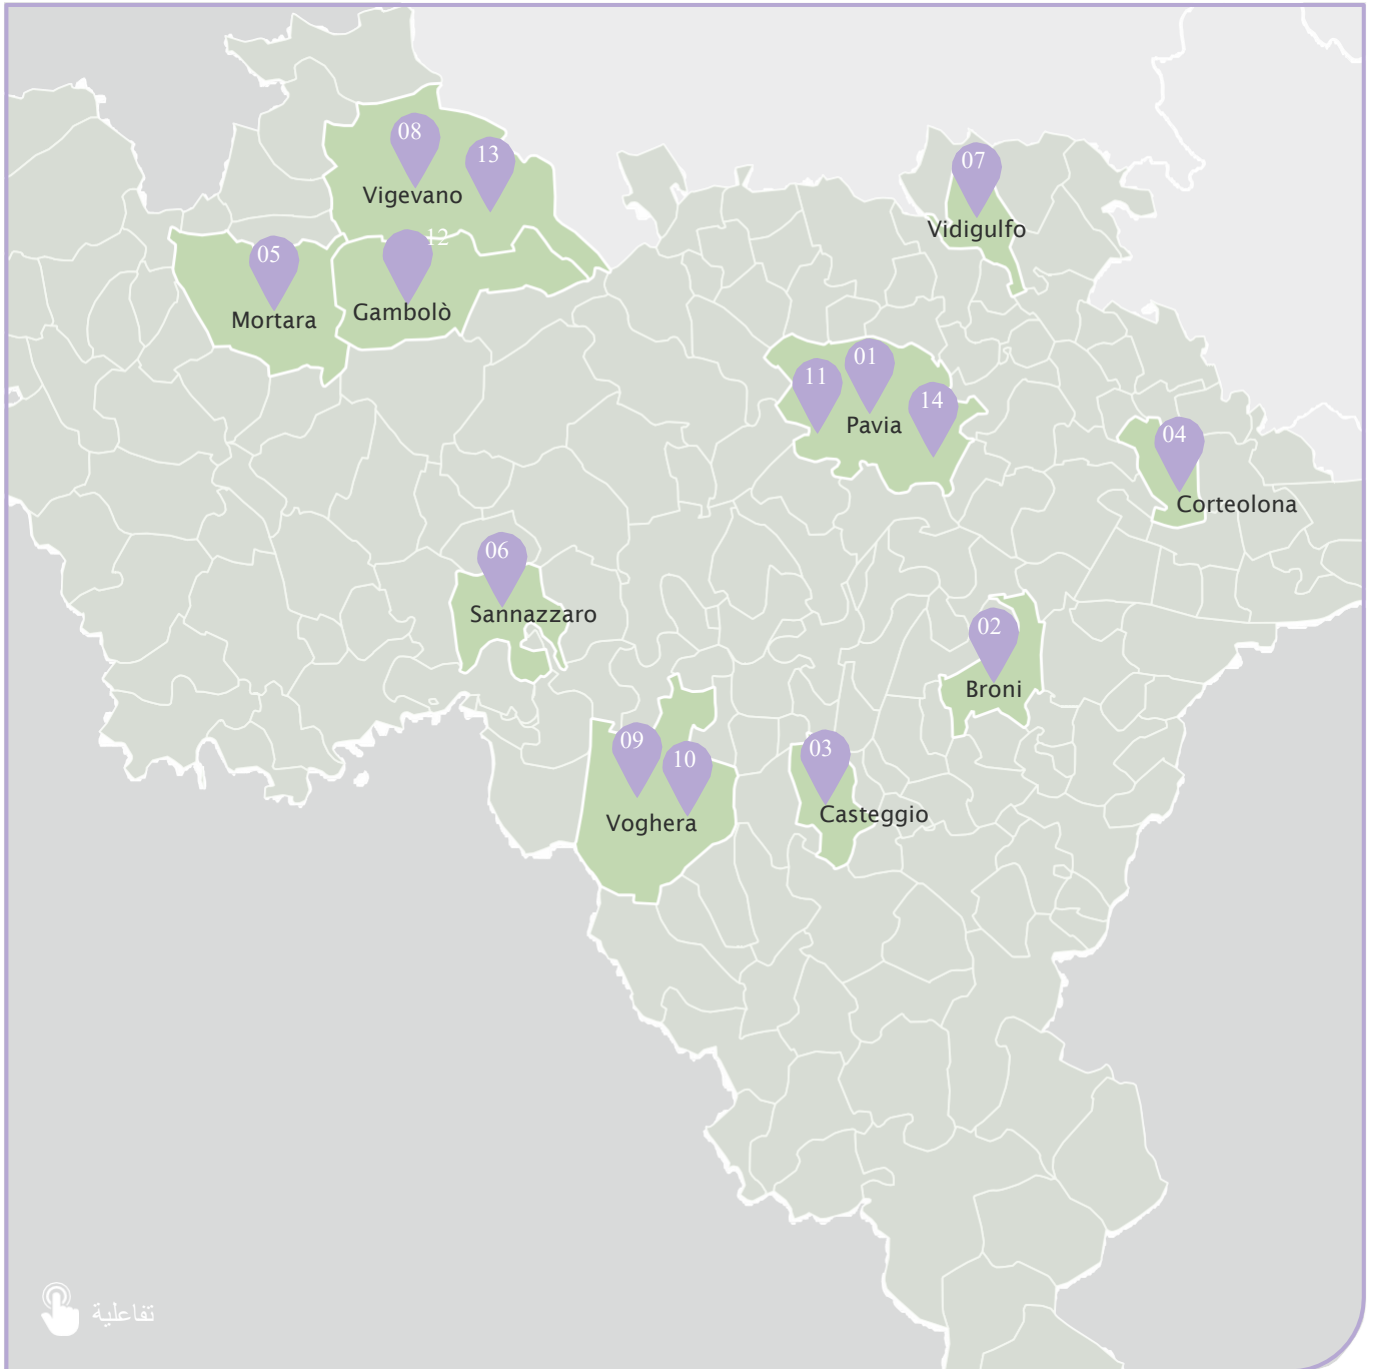 08
13
Vigevano
07
Vidigulfo
12
05
Gambolò
Mortara
01
11
14
Pavia
04
Corteolona
06
Sannazzaro
02
Broni
09
10
03
Casteggio
Voghera
تفاعلية